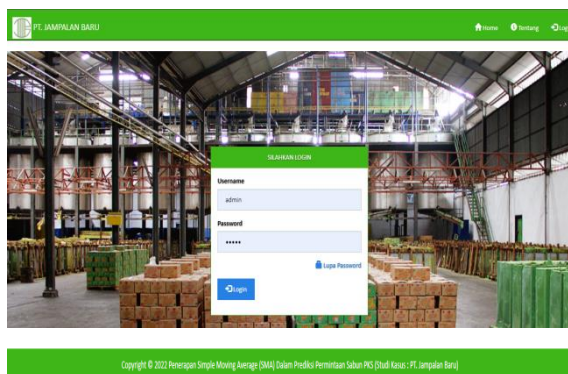 PT. JAMPALAN BARU
Home Tentang Log
SILAHKAN LOGIN
Username
admin
Password
•••••
Lupa Password
Login
Copyright © 2022 Penerapan Simple Moving Average (SMA) Dalam Prediksi Permintaan Sabun PKS (Studi Kasus : PT. Jampalan Baru)